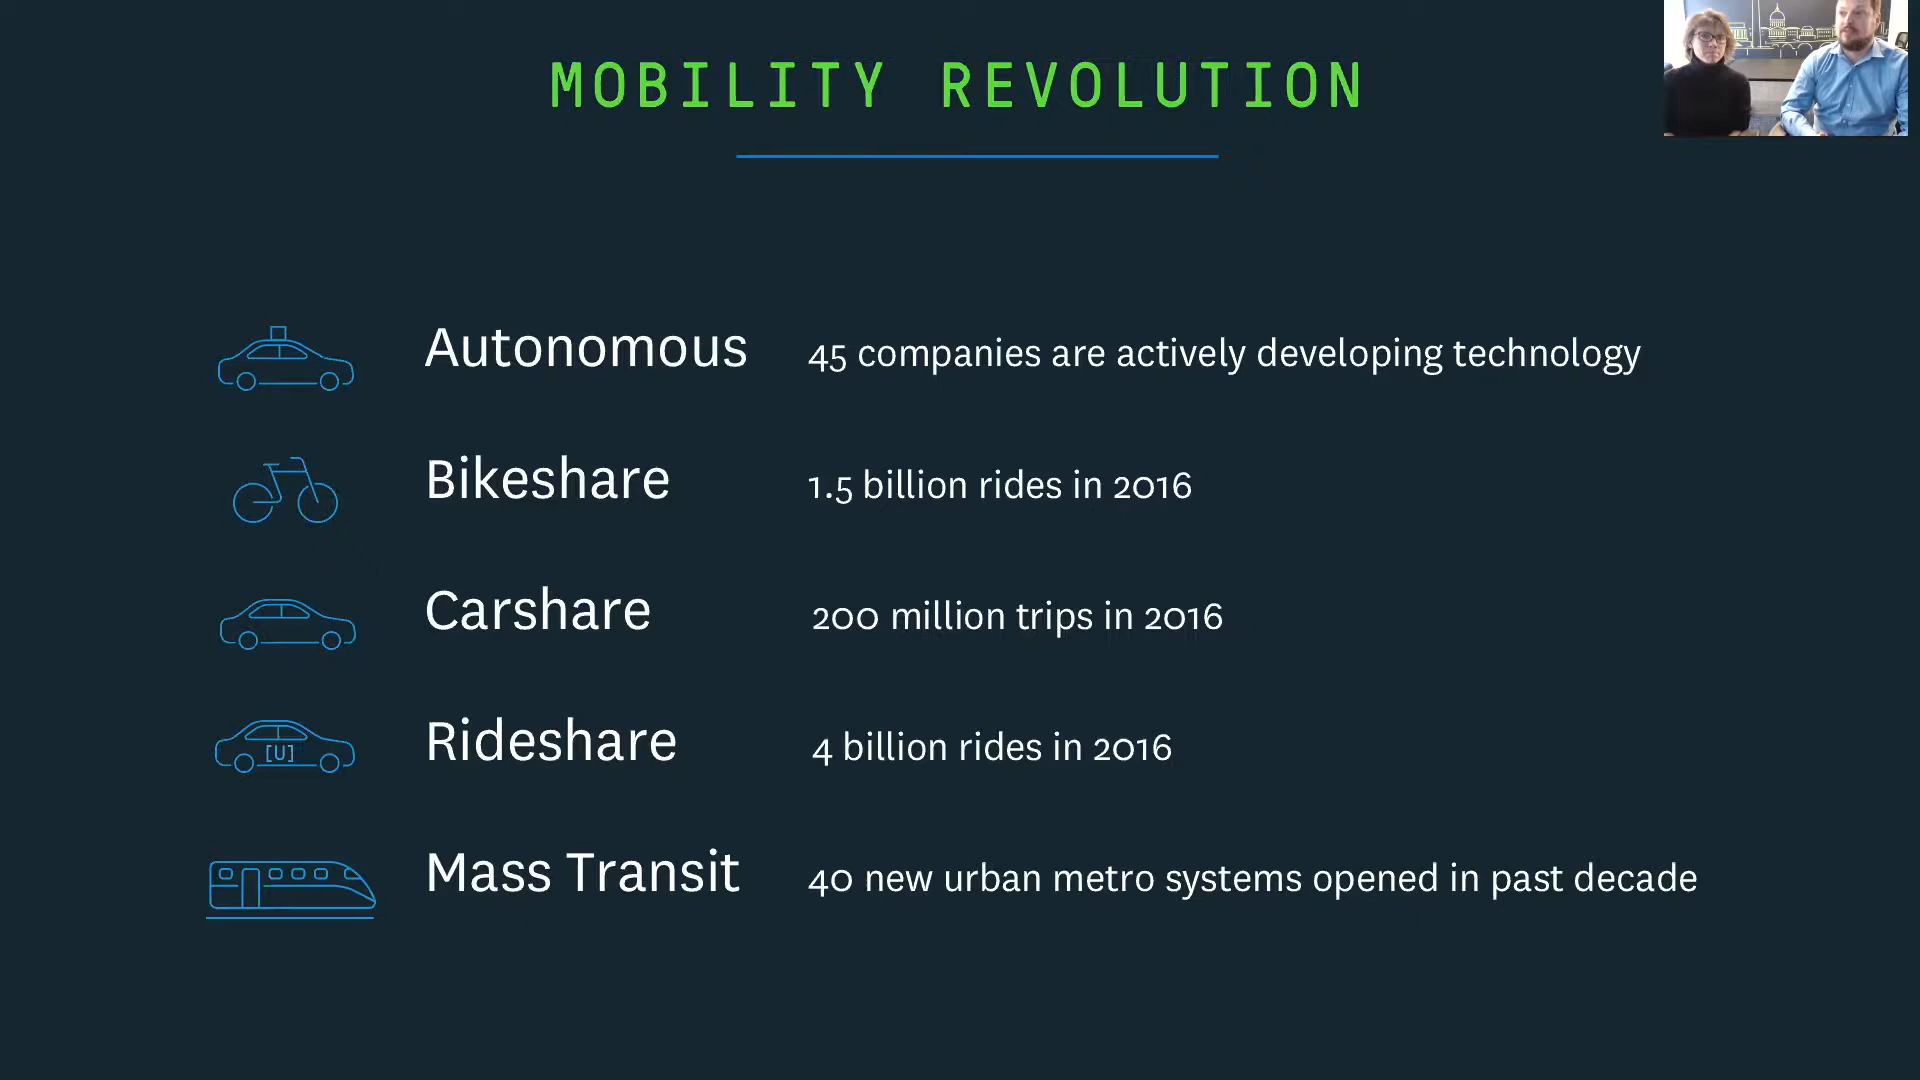 MOBILITY REVOLUTION
Autonomous 45 companies are actively developing technology
Bikeshare 1.5 billion rides in 2016
Carshare 200 million trips in 2016
[U] Rideshare 4 billion rides in 2016
Mass Transit 40 new urban metro systems opened in past decade